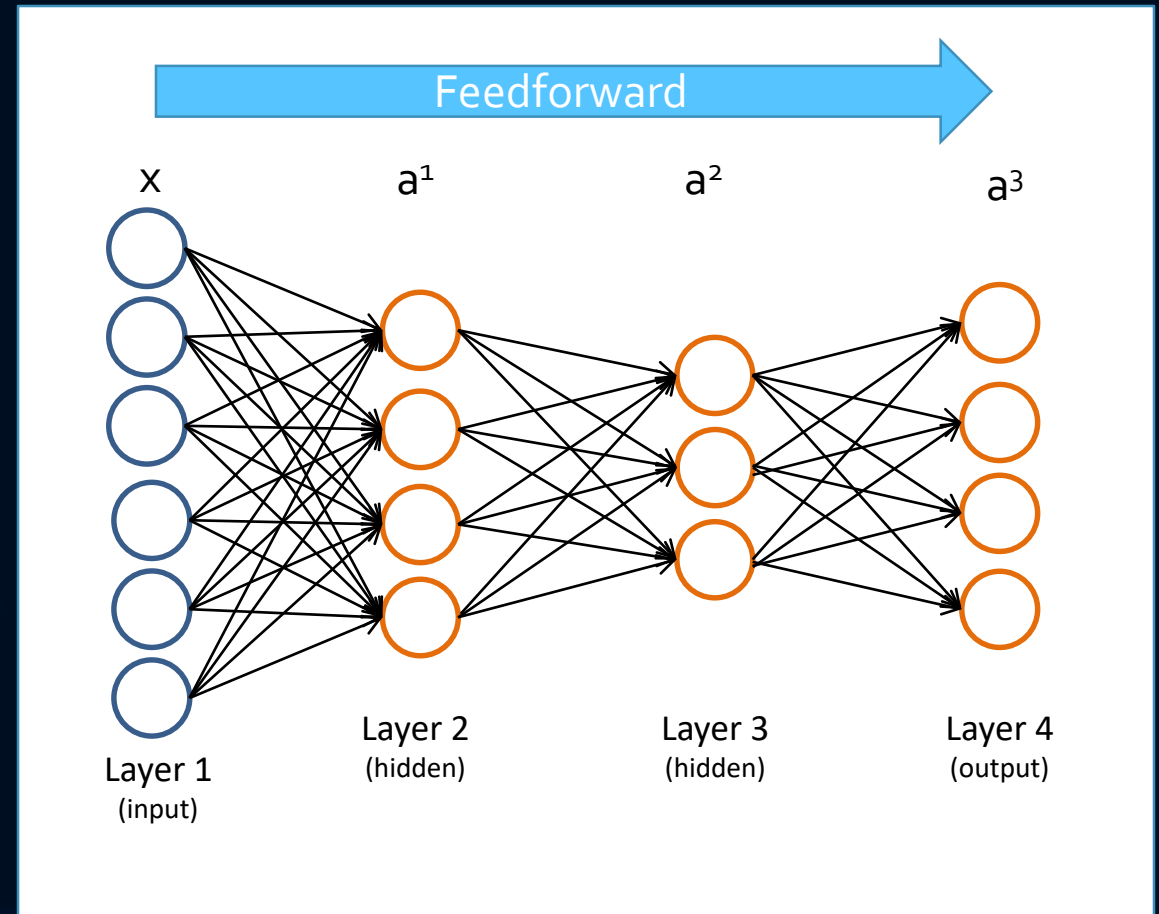 Feedforward
x
a¹
a²
a³
Layer 1
(input)
Layer 2
(hidden)
Layer 3
(hidden)
Layer 4
(output)